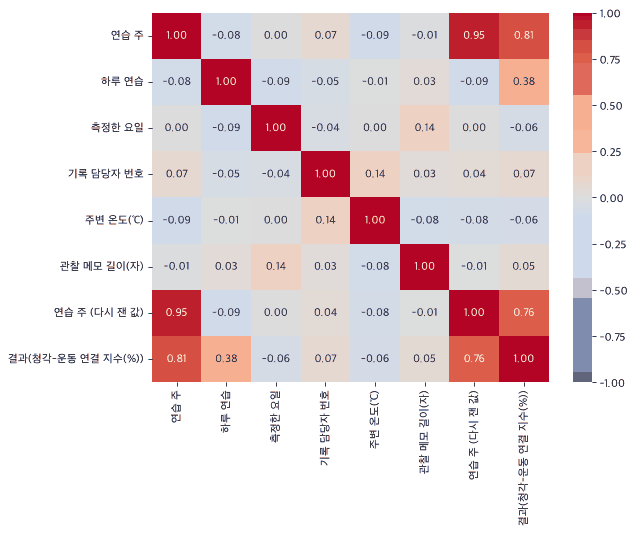 연습 주 1.00 -0.08 0.00 0.07 -0.09 -0.01 0.95 0.81
하루 연습 -0.08 1.00 -0.09 -0.05 -0.01 0.03 -0.09 0.38
측정한 요일 0.00 -0.09 1.00 -0.04 0.00 0.14 0.00 -0.06
기록 담당자 번호 0.07 -0.05 -0.04 1.00 0.14 0.03 0.04 0.07
주변 온도(℃) -0.09 -0.01 0.00 0.14 1.00 -0.08 -0.08 -0.06
관찰 메모 길이(자) -0.01 0.03 0.14 0.03 -0.08 1.00 -0.01 0.05
연습 주 (다시 잰 값) 0.95 -0.09 0.00 0.04 -0.08 -0.01 1.00 0.76
결과(청각-운동 연결 지수(%)) 0.81 0.38 -0.06 0.07 -0.06 0.05 0.76 1.00
연습 주
하루 연습
측정한 요일
기록 담당자 번호
주변 온도(℃)
관찰 메모 길이(자)
연습 주 (다시 잰 값)
결과(청각-운동 연결 지수(%))
1.00
0.75
0.50
0.25
0.00
-0.25
-0.50
-0.75
-1.00